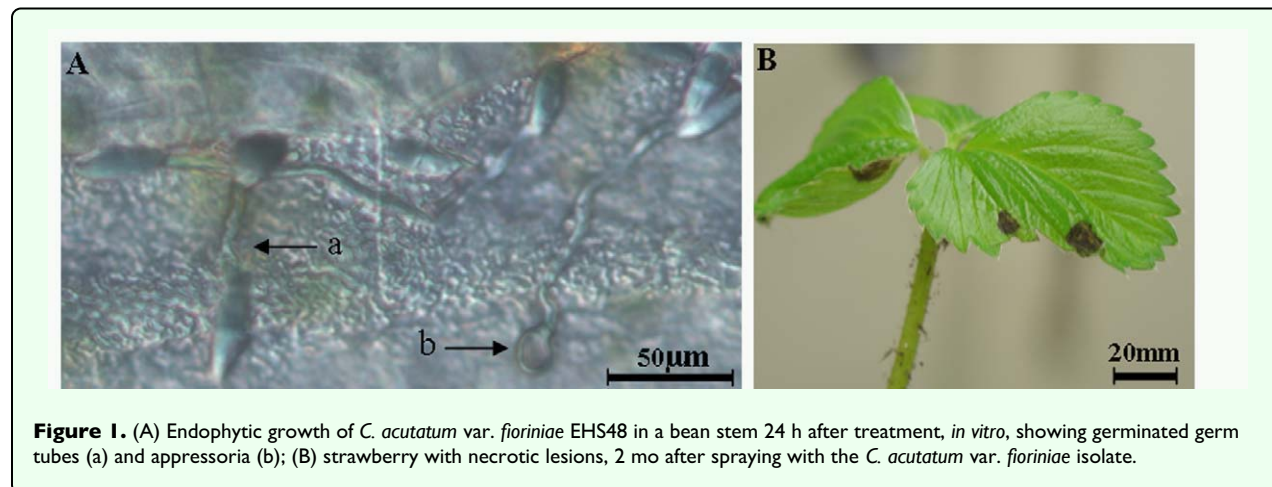 A
B
a
b
50µm
20mm
Figure 1. (A) Endophytic growth of C. acutatum var. fioriniae EHS48 in a bean stem 24 h after treatment, in vitro, showing germinated germ
tubes (a) and appressoria (b); (B) strawberry with necrotic lesions, 2 mo after spraying with the C. acutatum var. fioriniae isolate.